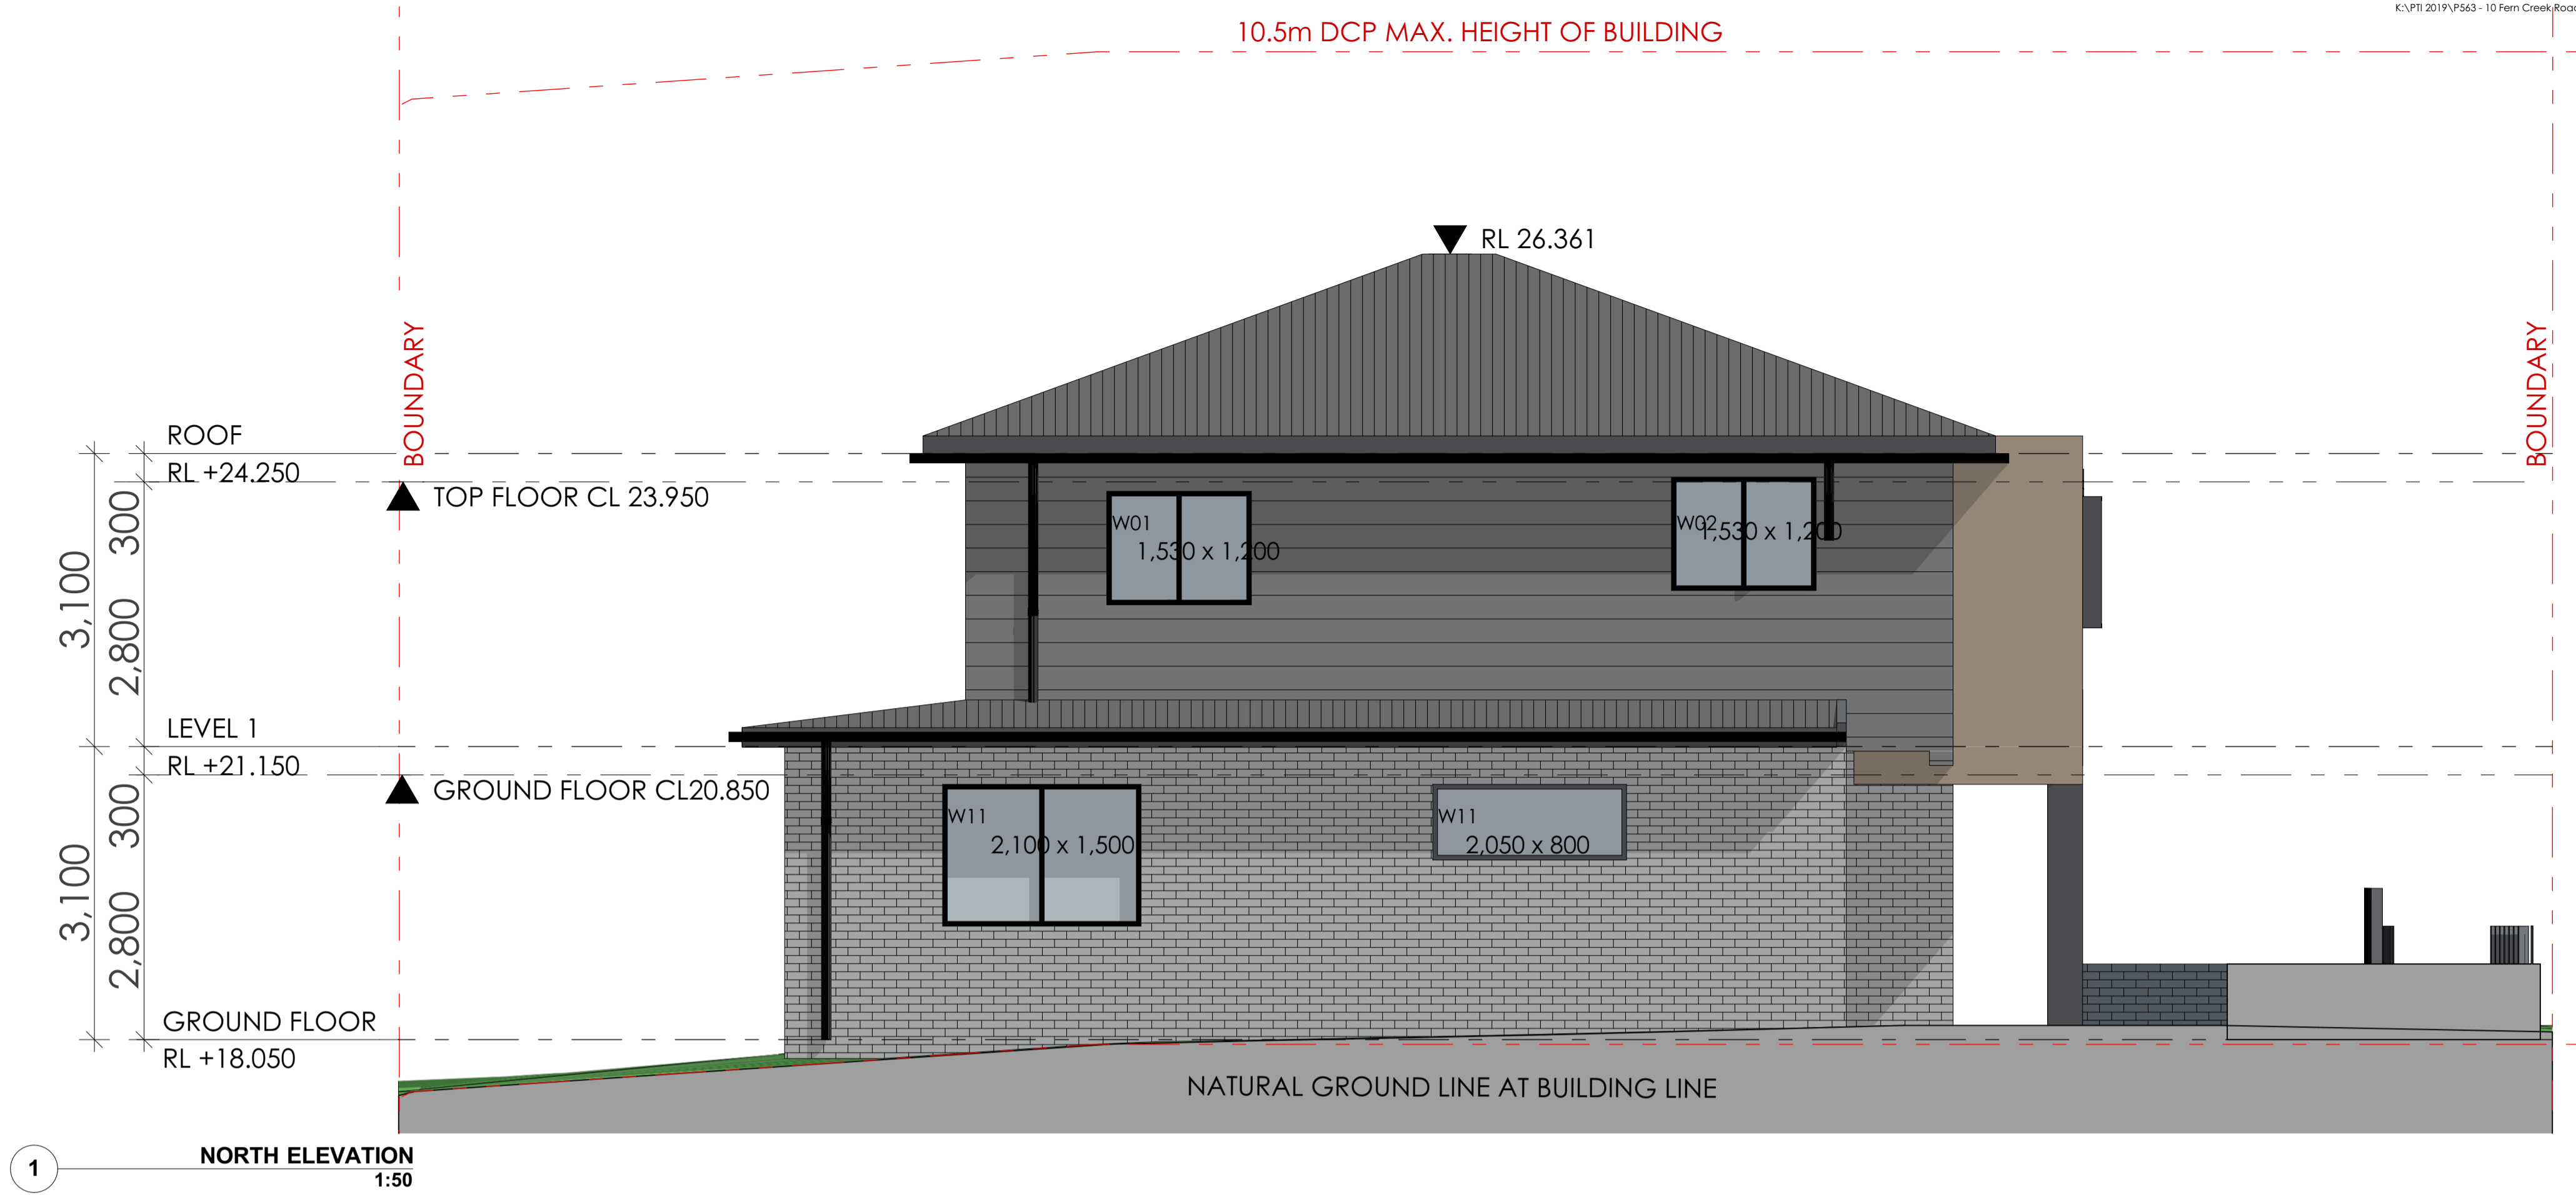 K:\PTI 2019\P563 - 10 Fern Creek Road
10.5m DCP MAX. HEIGHT OF BUILDING
RL 26.361
BOUNDARY
BOUNDARY
ROOF
RL +24.250
TOP FLOOR CL 23.950
3,100
300
2,800
W01
1,530 x 1,200
W02
1,530 x 1,200
LEVEL 1
RL +21.150
GROUND FLOOR CL20.850
3,100
300
2,800
W11
2,100 x 1,500
W11
2,050 x 800
GROUND FLOOR
RL +18.050
NATURAL GROUND LINE AT BUILDING LINE
1
NORTH ELEVATION
1:50